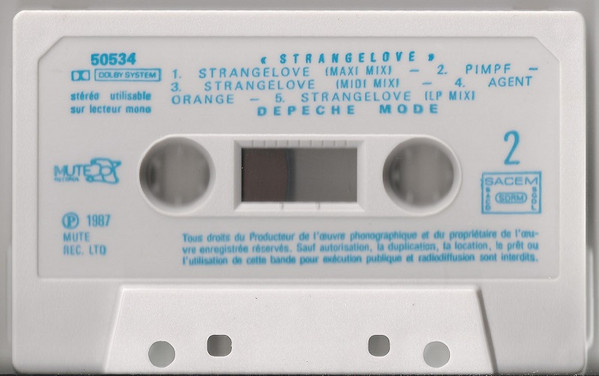 50534
« STRANGELOVE »
DOLBY SYSTEM
1. STRANGELOVE (MAXI MIX) — 2. PIMPF —
3. STRANGELOVE (MIDI MIX) — 4. AGENT
ORANGE — 5. STRANGELOVE (LP MIX)
DEPECHE MODE
stéréo utilisable
sur lecteur mono
MUTE
2
SACEM
SDRM
SACD
SGDL
℗ 1987
MUTE
REC. LTD
Tous droits du Producteur de l'œuvre phonographique et du propriétaire de l'œu-
vre enregistrée réservés. Sauf autorisation, la duplication, la location, le prêt ou
l'utilisation de cette bande pour exécution publique et radiodiffusion sont interdits.